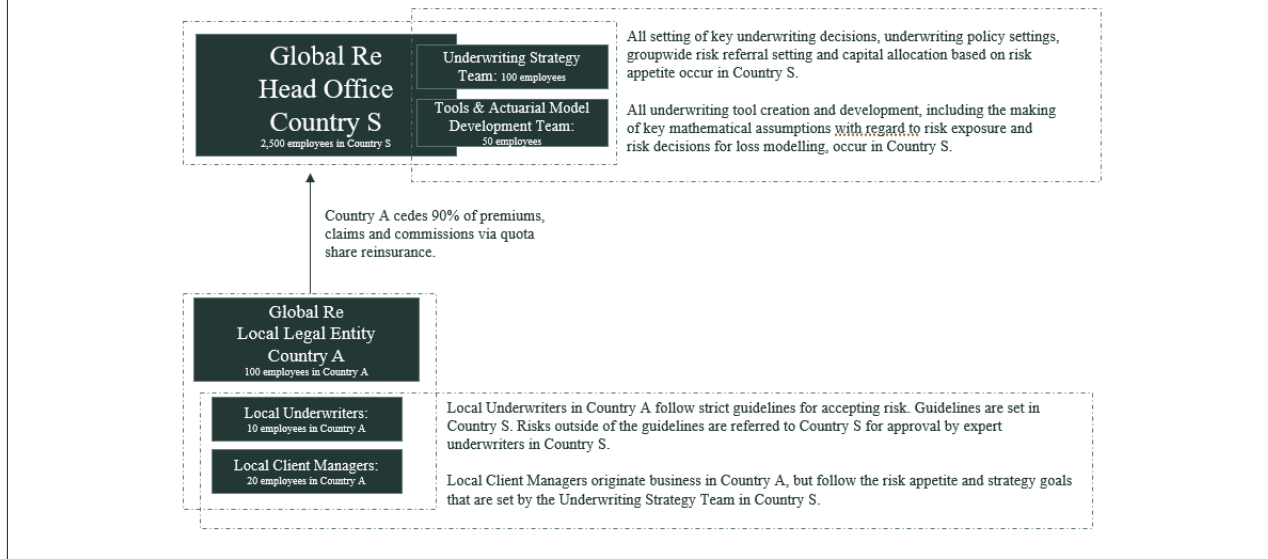 Global Re
Head Office
Country S
2,500 employees in Country S
Underwriting Strategy
Team: 100 employees
Tools & Actuarial Model
Development Team:
50 employees
All setting of key underwriting decisions, underwriting policy settings,
groupwide risk referral setting and capital allocation based on risk
appetite occur in Country S.
All underwriting tool creation and development, including the making
of key mathematical assumptions with regard to risk exposure and
risk decisions for loss modelling, occur in Country S.
Country A cedes 90% of premiums,
claims and commissions via quota
share reinsurance.
Global Re
Local Legal Entity
Country A
100 employees in Country A
Local Underwriters:
10 employees in Country A
Local Client Managers:
20 employees in Country A
Local Underwriters in Country A follow strict guidelines for accepting risk. Guidelines are set in
Country S. Risks outside of the guidelines are referred to Country S for approval by expert
underwriters in Country S.
Local Client Managers originate business in Country A, but follow the risk appetite and strategy goals
that are set by the Underwriting Strategy Team in Country S.